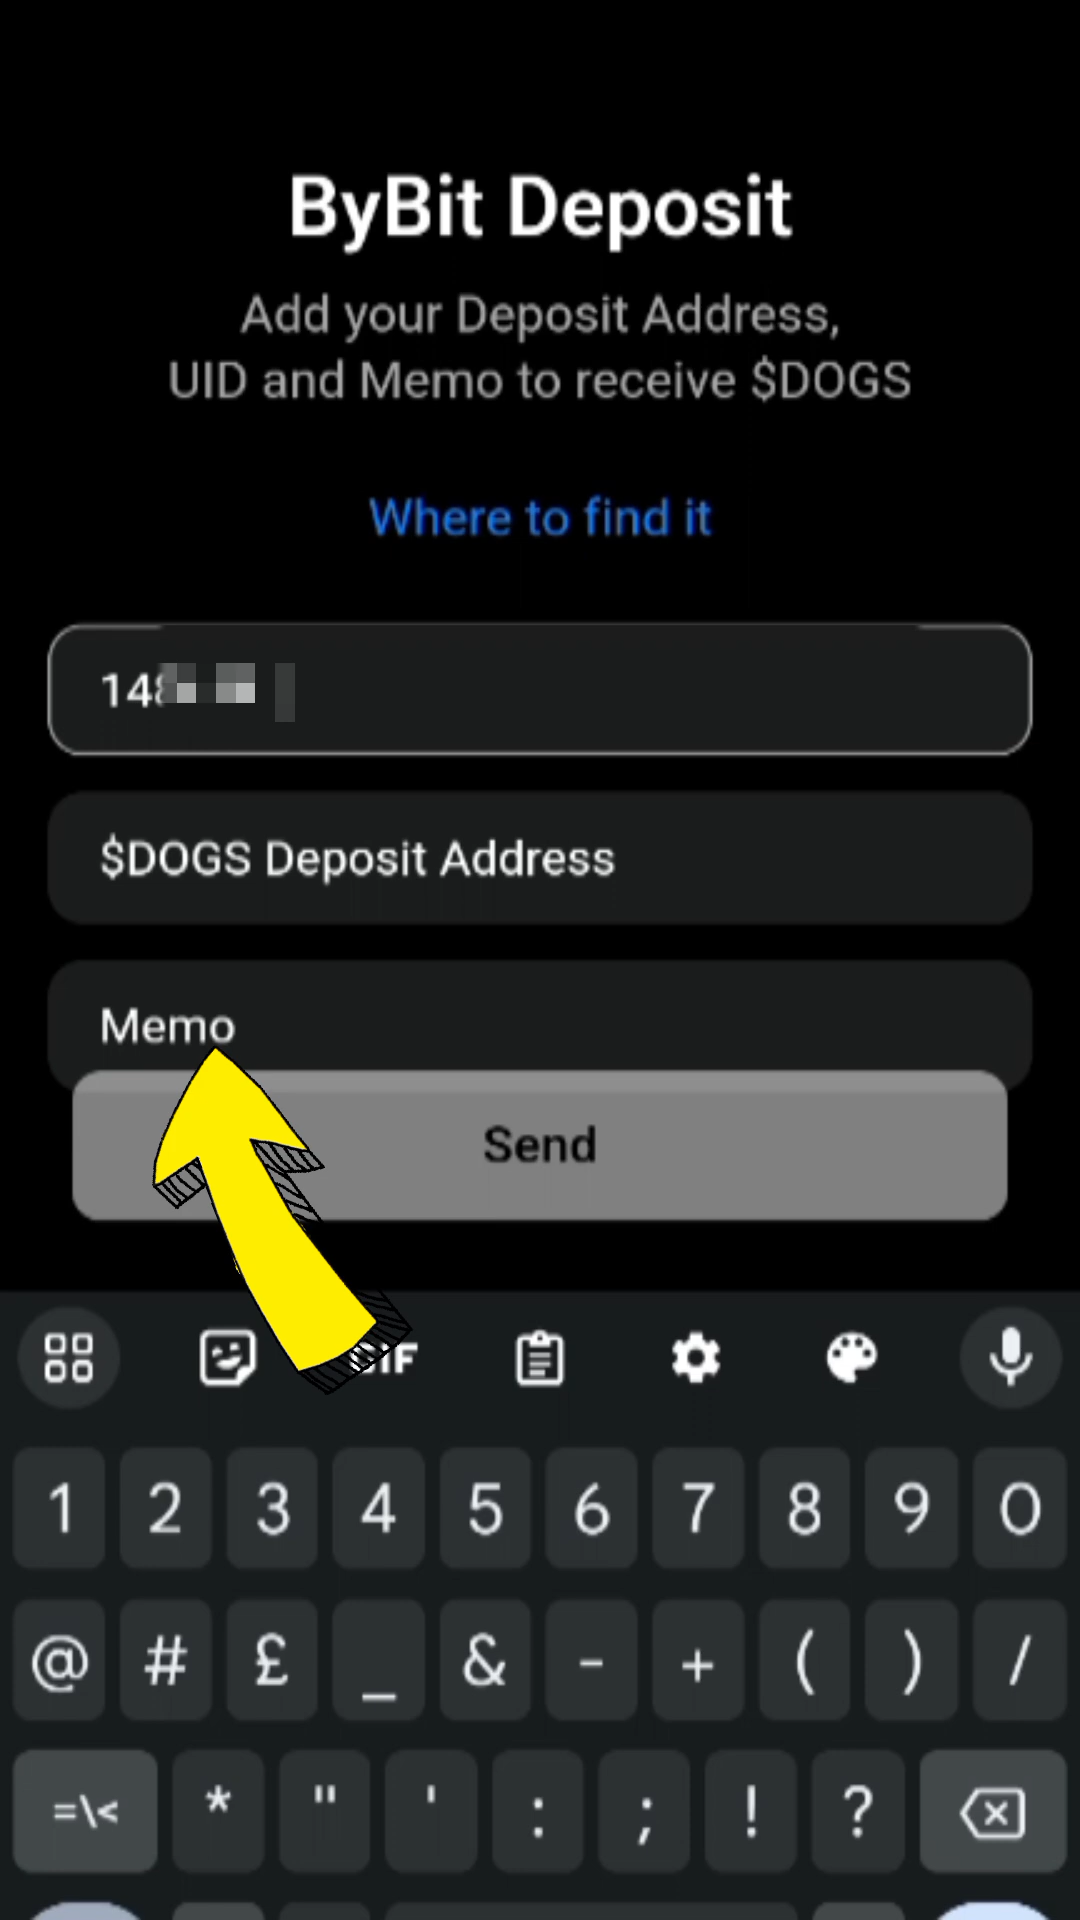 ByBit Deposit
Add your Deposit Address,
UID and Memo to receive $DOGS
Where to find it
$DOGS Deposit Address
Memo
Send
GIF
1 2 3 4 5 6 7 8 9 0
@ # £ _ & - + ( ) /
=\< * " ' : ; ! ?